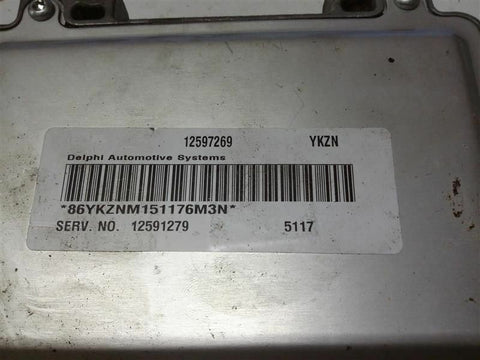 12597269 YKZN
Delphi Automotive Systems
*86YKZNM151176M3N*
SERV. NO. 12591279 5117